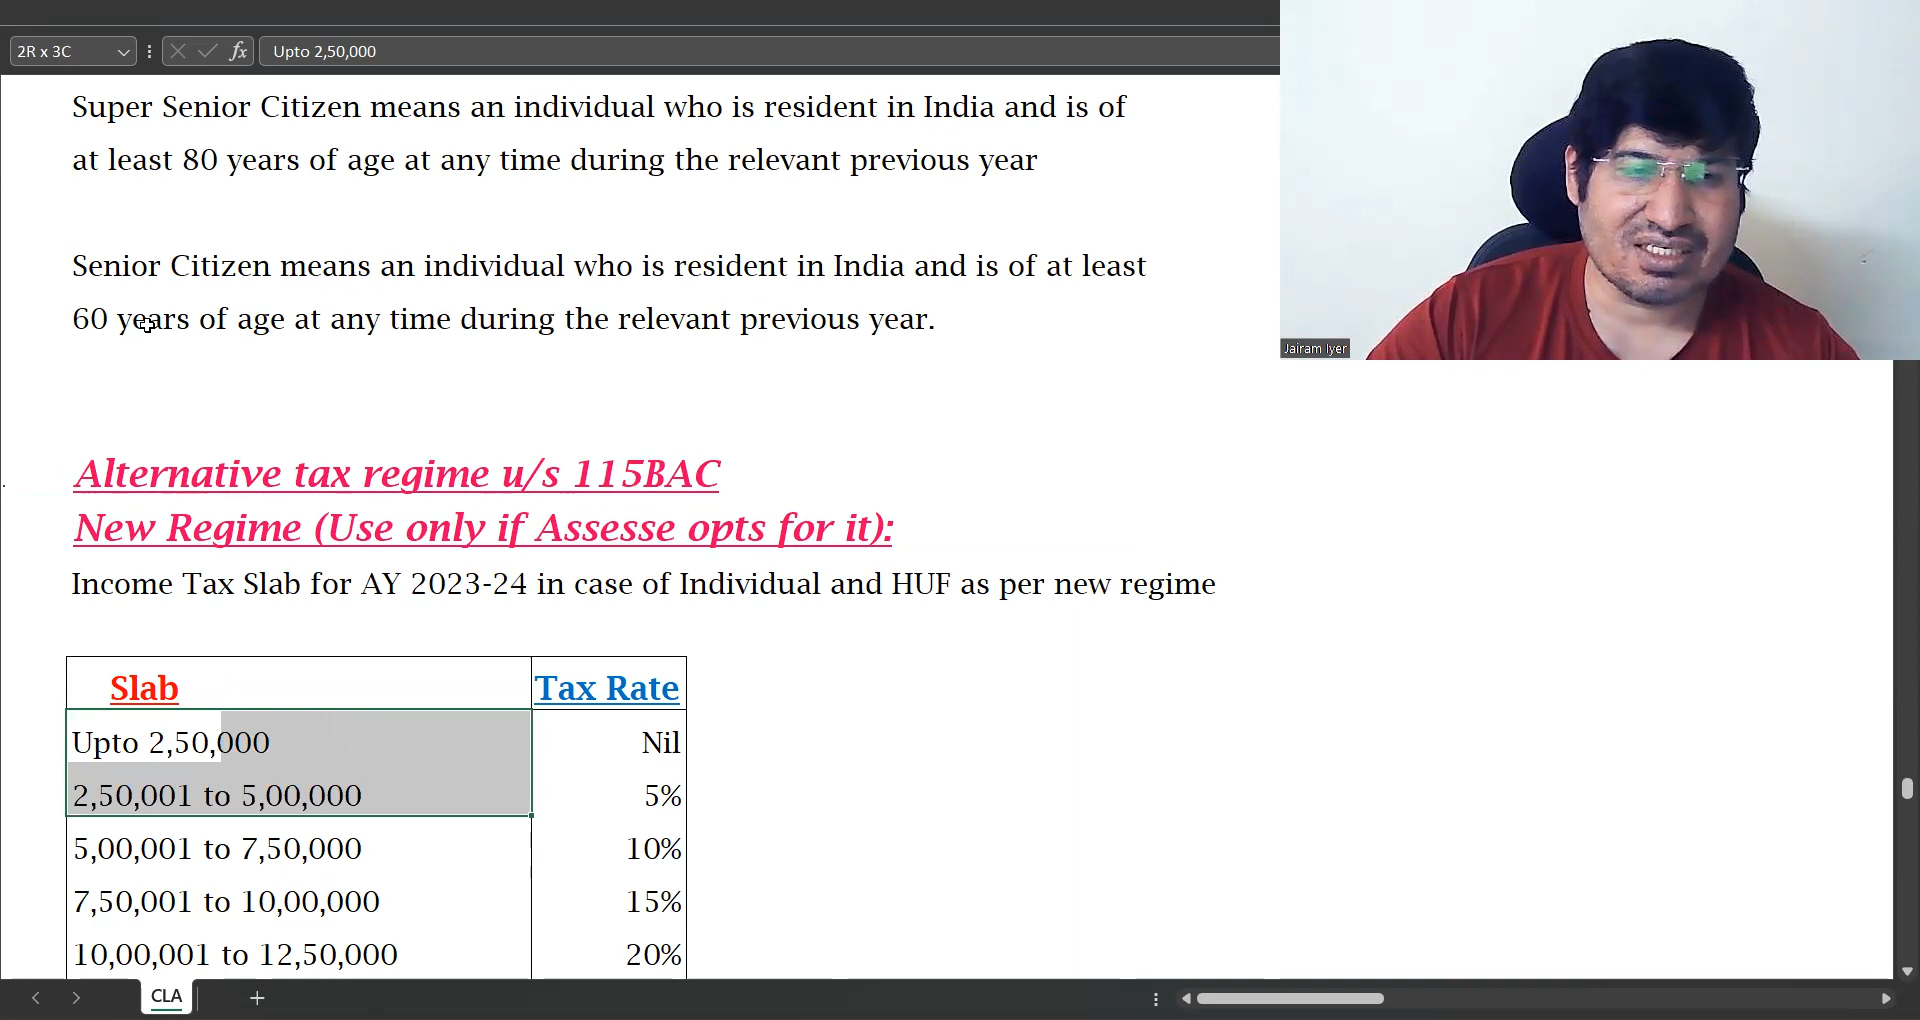 2R x 3C
fx
Upto 2,50,000
Super Senior Citizen means an individual who is resident in India and is of
at least 80 years of age at any time during the relevant previous year
Senior Citizen means an individual who is resident in India and is of at least
60 years of age at any time during the relevant previous year.
Jairam Iyer
Alternative tax regime u/s 115BAC
New Regime (Use only if Assesse opts for it):
Income Tax Slab for AY 2023-24 in case of Individual and HUF as per new regime
Slab Tax Rate
Upto 2,50,000 Nil
2,50,001 to 5,00,000 5%
5,00,001 to 7,50,000 10%
7,50,001 to 10,00,000 15%
10,00,001 to 12,50,000 20%
CLA